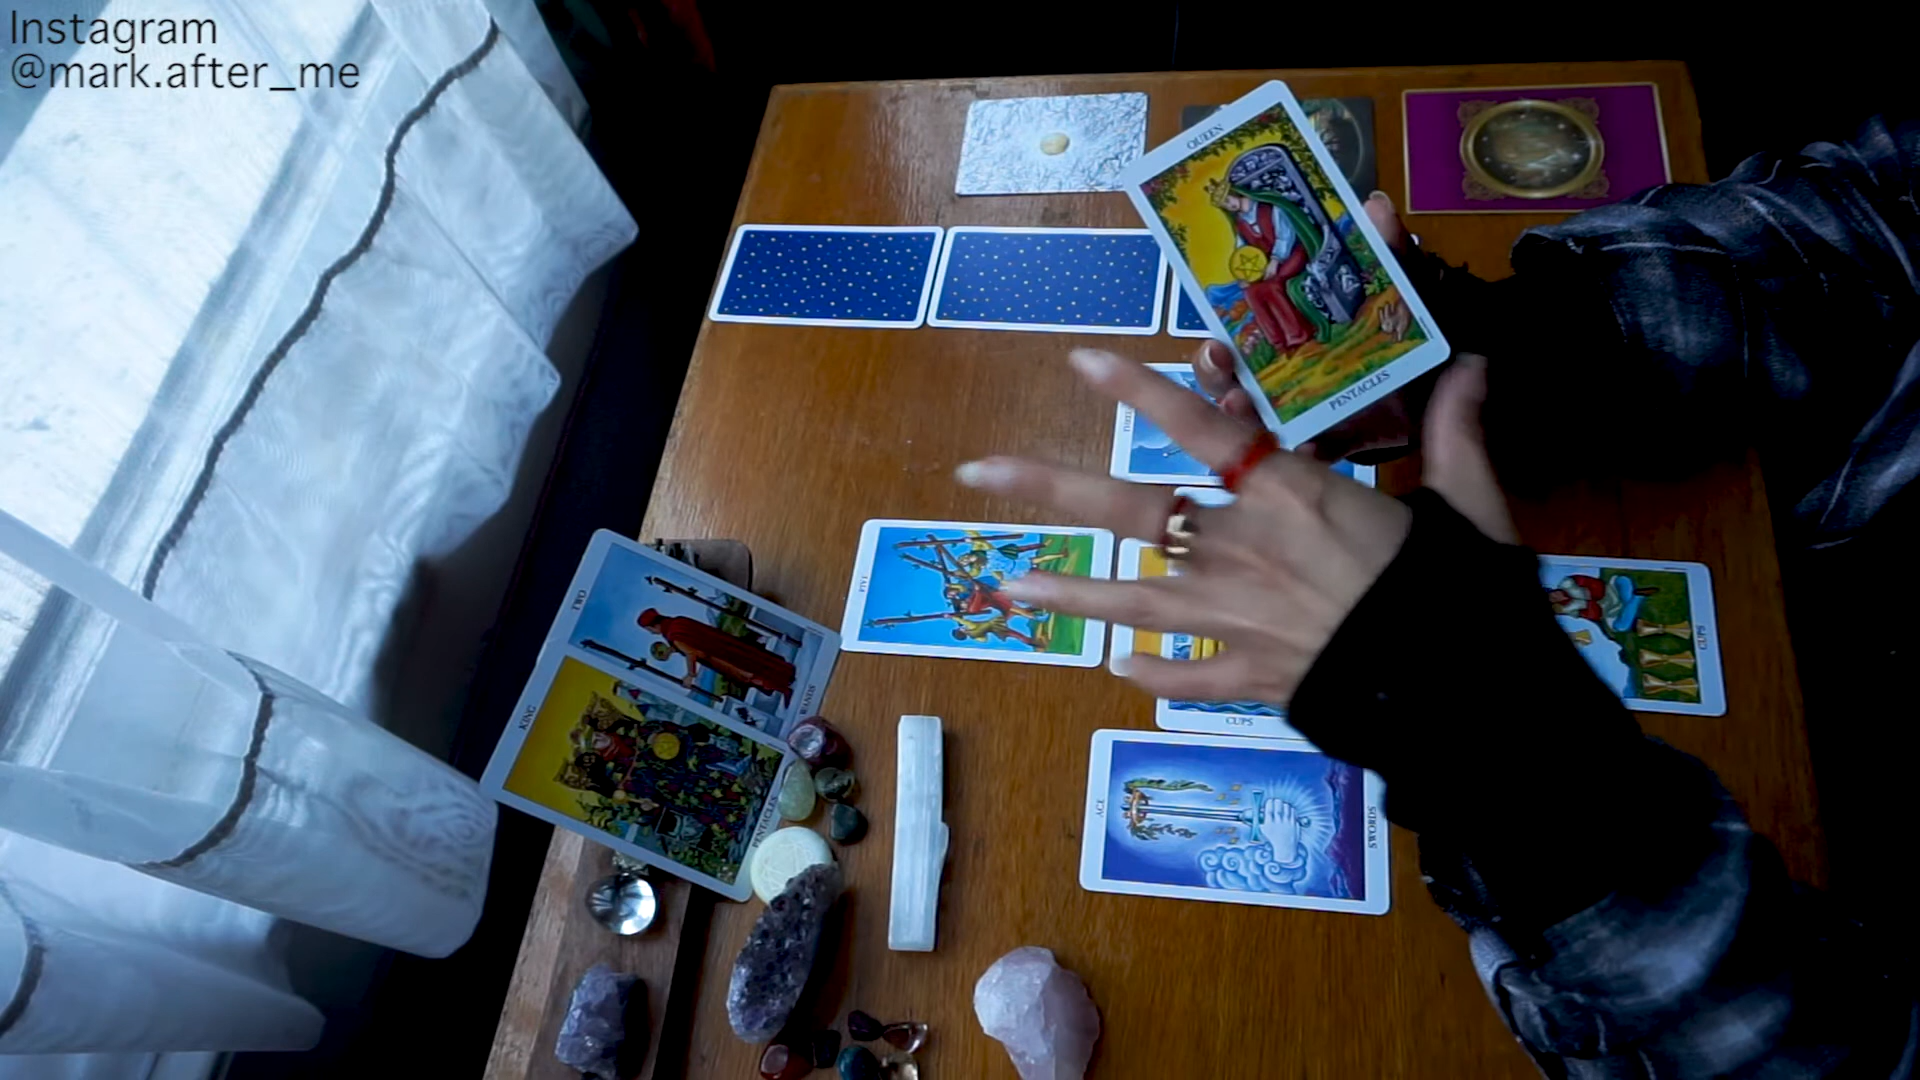 Instagram
@mark.after_me
QUEEN
PENTACLES
TWO
WANDS
KING
PENTACLES
FIVE
CUPS
CUPS
ACE
SWORDS